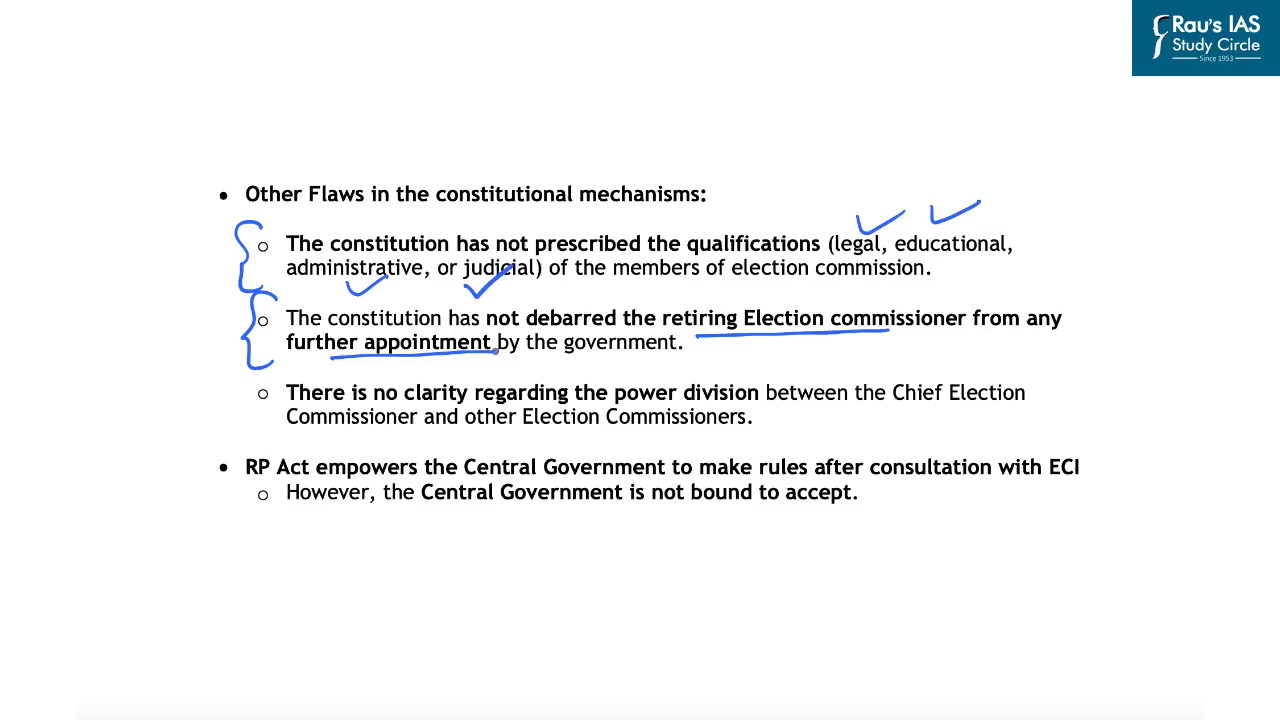 Rau's IAS
Study Circle
Since 1953
• Other Flaws in the constitutional mechanisms:
o The constitution has not prescribed the qualifications (legal, educational,
administrative, or judicial) of the members of election commission.
o The constitution has not debarred the retiring Election commissioner from any
further appointment by the government.
o There is no clarity regarding the power division between the Chief Election
Commissioner and other Election Commissioners.
• RP Act empowers the Central Government to make rules after consultation with ECI
o However, the Central Government is not bound to accept.